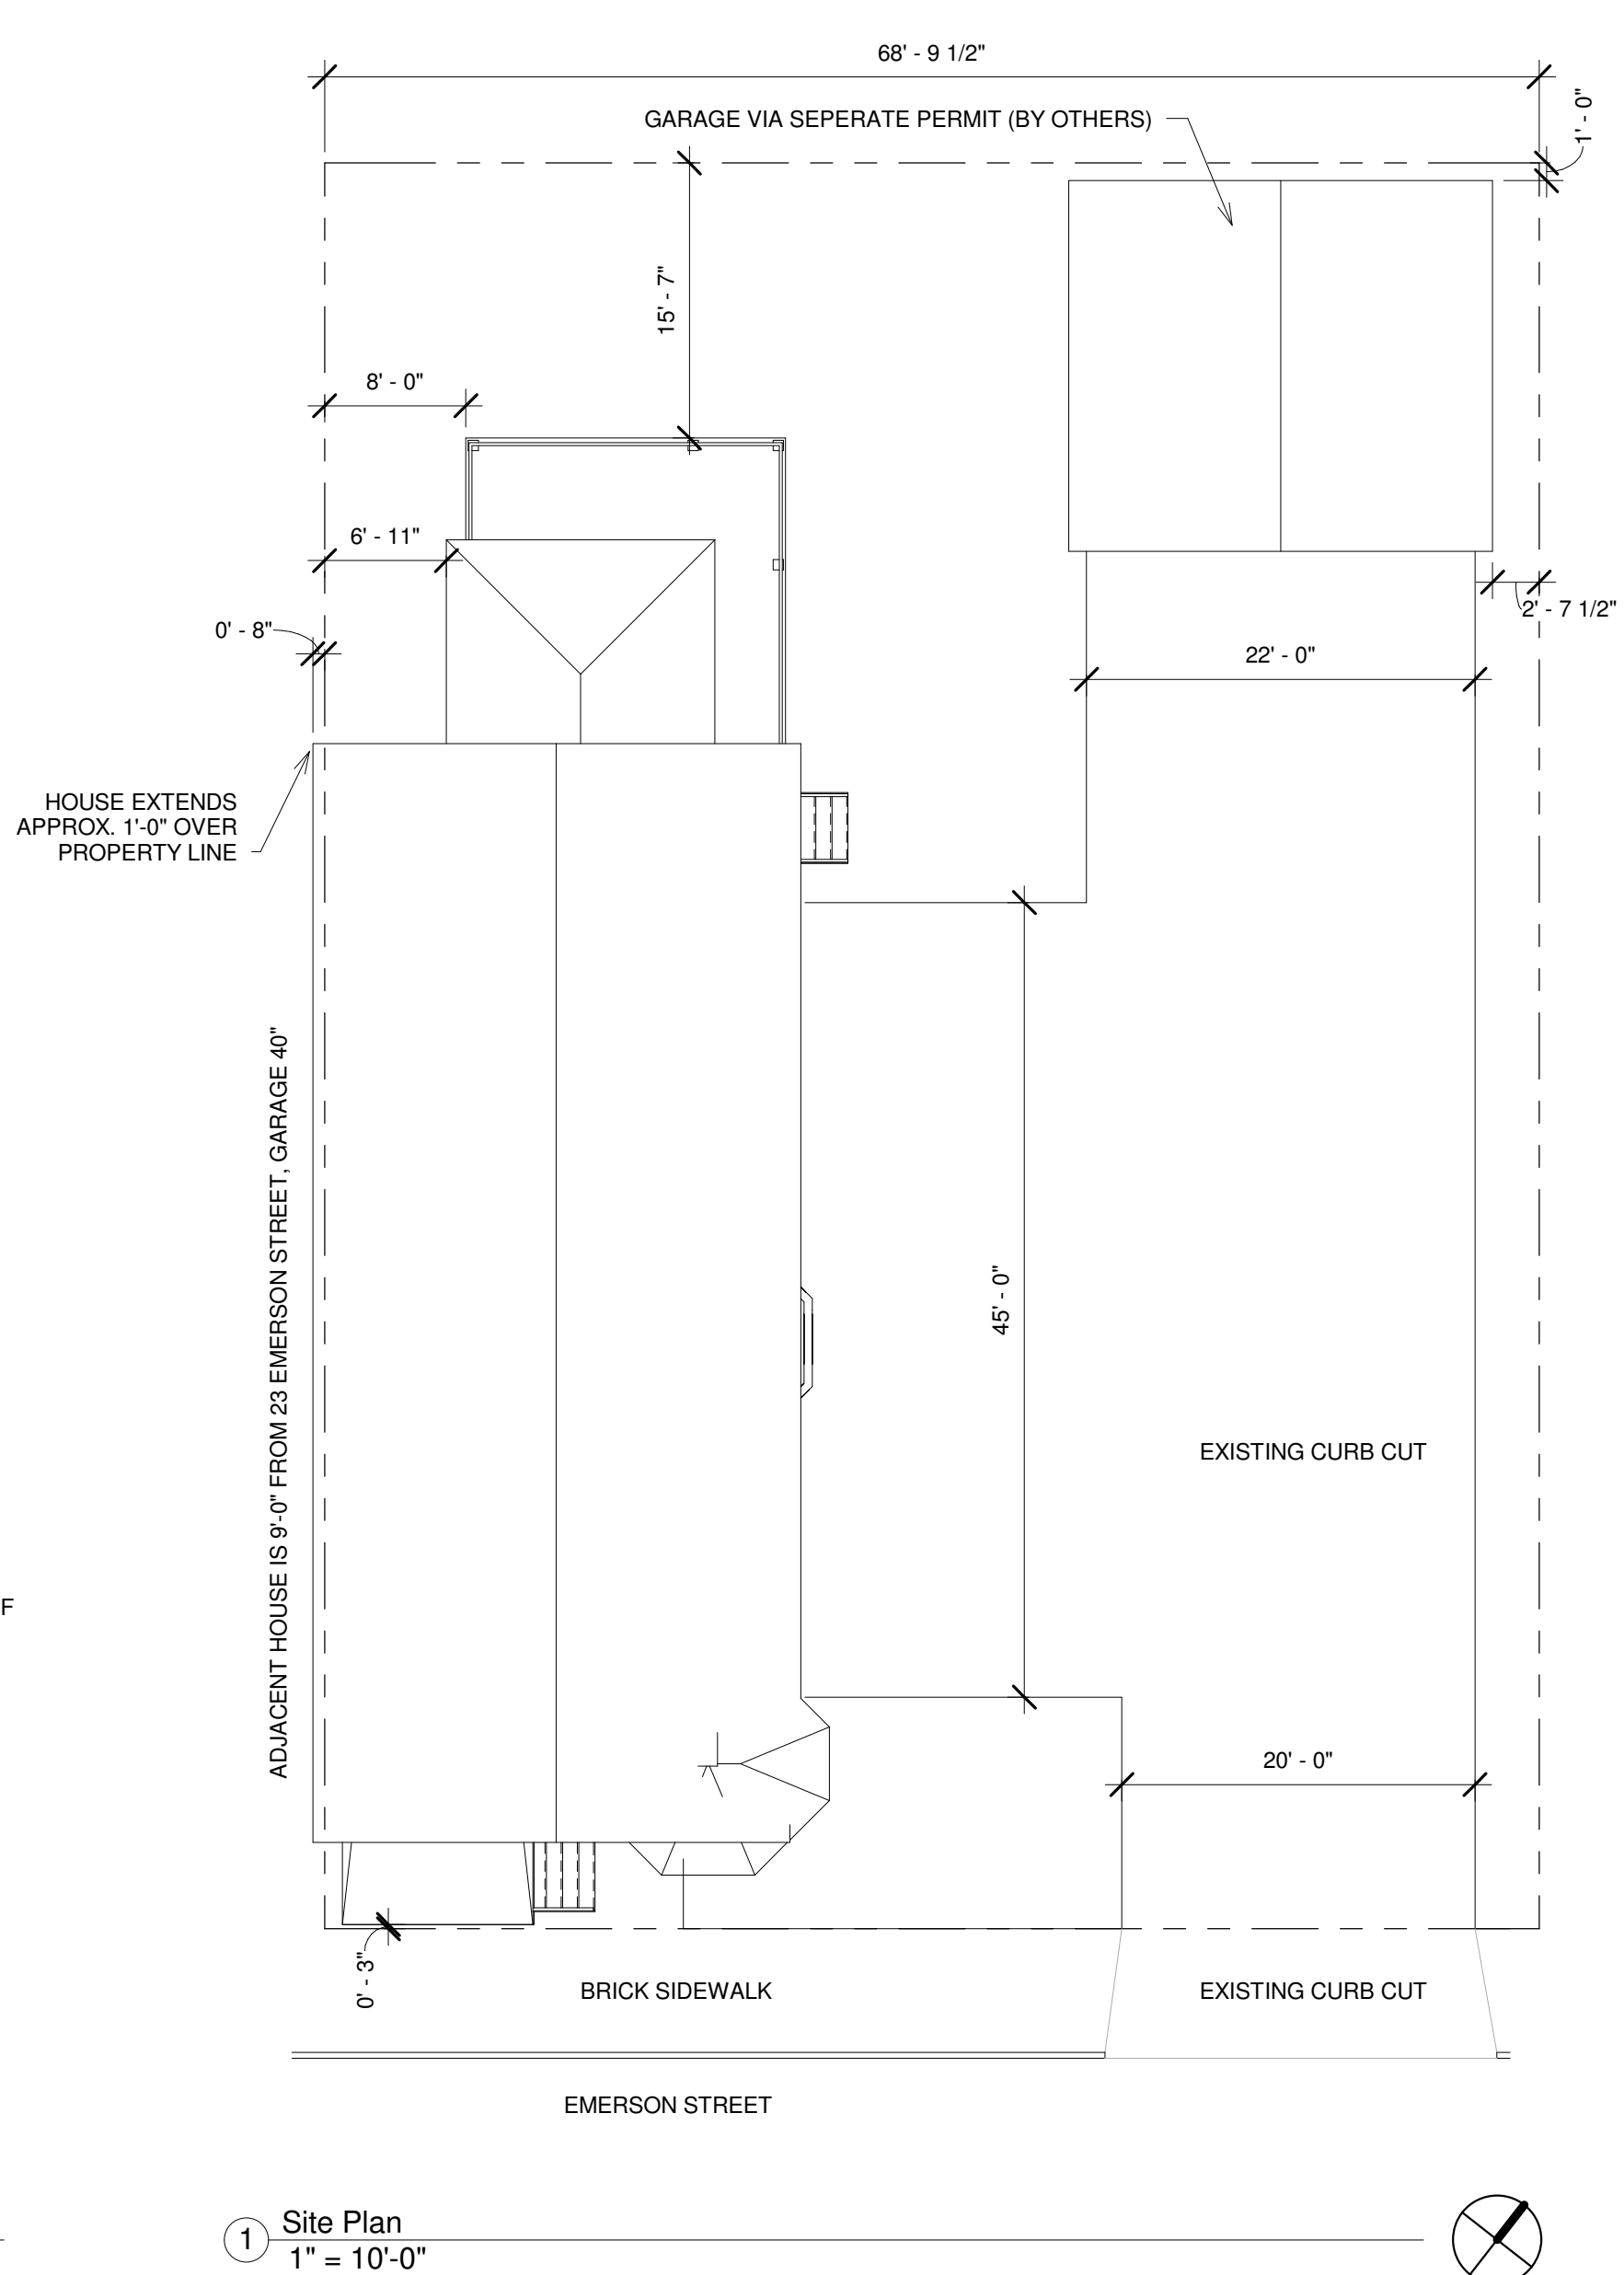 68' - 9 1/2"
GARAGE VIA SEPERATE PERMIT (BY OTHERS)
1' - 0"
15' - 7"
8' - 0"
6' - 11"
0' - 8"
2' - 7 1/2"
22' - 0"
HOUSE EXTENDS
APPROX. 1'-0" OVER
PROPERTY LINE
ADJACENT HOUSE IS 9'-0" FROM 23 EMERSON STREET, GARAGE 40"
45' - 0"
EXISTING CURB CUT
F
20' - 0"
0' - 3"
BRICK SIDEWALK
EXISTING CURB CUT
EMERSON STREET
1
Site Plan
1" = 10'-0"